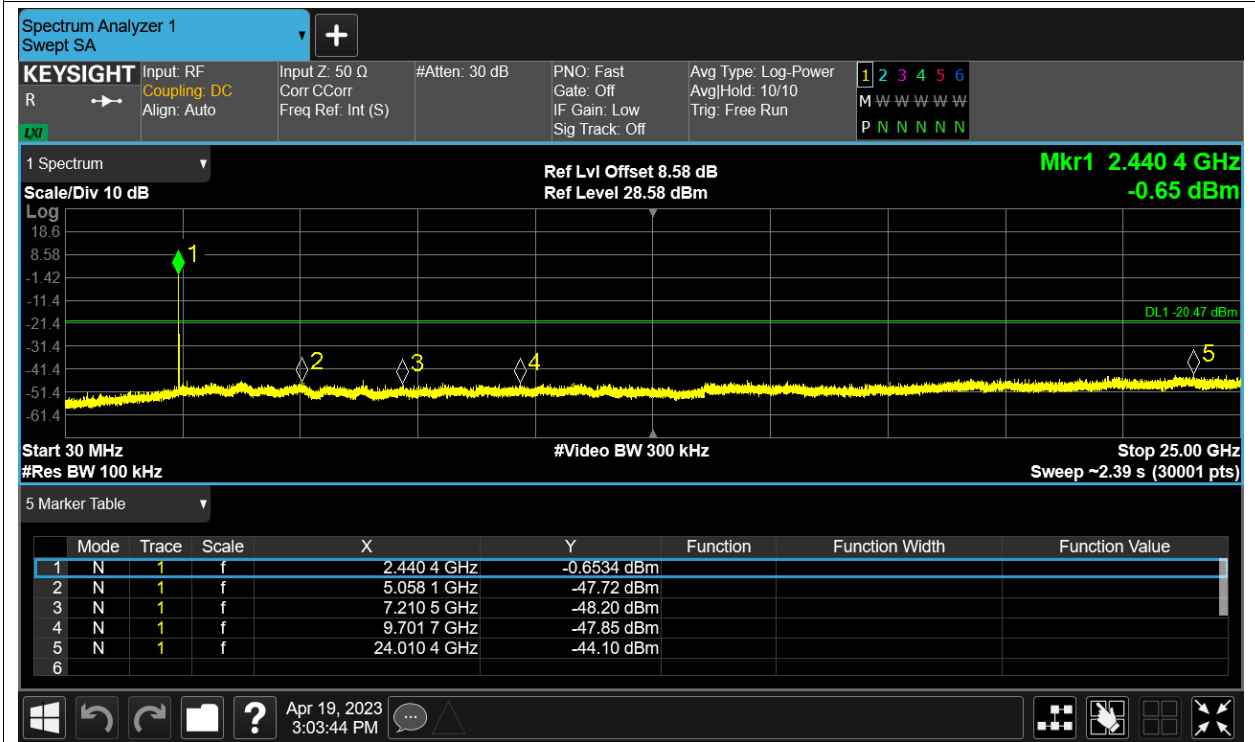 Spectrum Analyzer 1
Swept SA
+
KEYSIGHT
R
LXI
Input: RF
Coupling: DC
Align: Auto
Input Z: 50 Ω
Corr CCorr
Freq Ref: Int (S)
#Atten: 30 dB
PNO: Fast
Gate: Off
IF Gain: Low
Sig Track: Off
Avg Type: Log-Power
Avg|Hold: 10/10
Trig: Free Run
1 2 3 4 5 6
M W W W W W
P N N N N N
1 Spectrum
Scale/Div 10 dB
Ref Lvl Offset 8.58 dB
Ref Level 28.58 dBm
Mkr1 2.440 4 GHz
-0.65 dBm
Log
18.6
8.58
-1.42
-11.4
-21.4
-31.4
-41.4
-51.4
-61.4
1
DL1 -20.47 dBm
2
3
4
5
Start 30 MHz
#Res BW 100 kHz
#Video BW 300 kHz
Stop 25.00 GHz
Sweep ~2.39 s (30001 pts)
5 Marker Table
Mode Trace Scale X Y Function Function Width Function Value
1 N 1 f 2.440 4 GHz -0.6534 dBm
2 N 1 f 5.058 1 GHz -47.72 dBm
3 N 1 f 7.210 5 GHz -48.20 dBm
4 N 1 f 9.701 7 GHz -47.85 dBm
5 N 1 f 24.010 4 GHz -44.10 dBm
6
?
Apr 19, 2023
3:03:44 PM